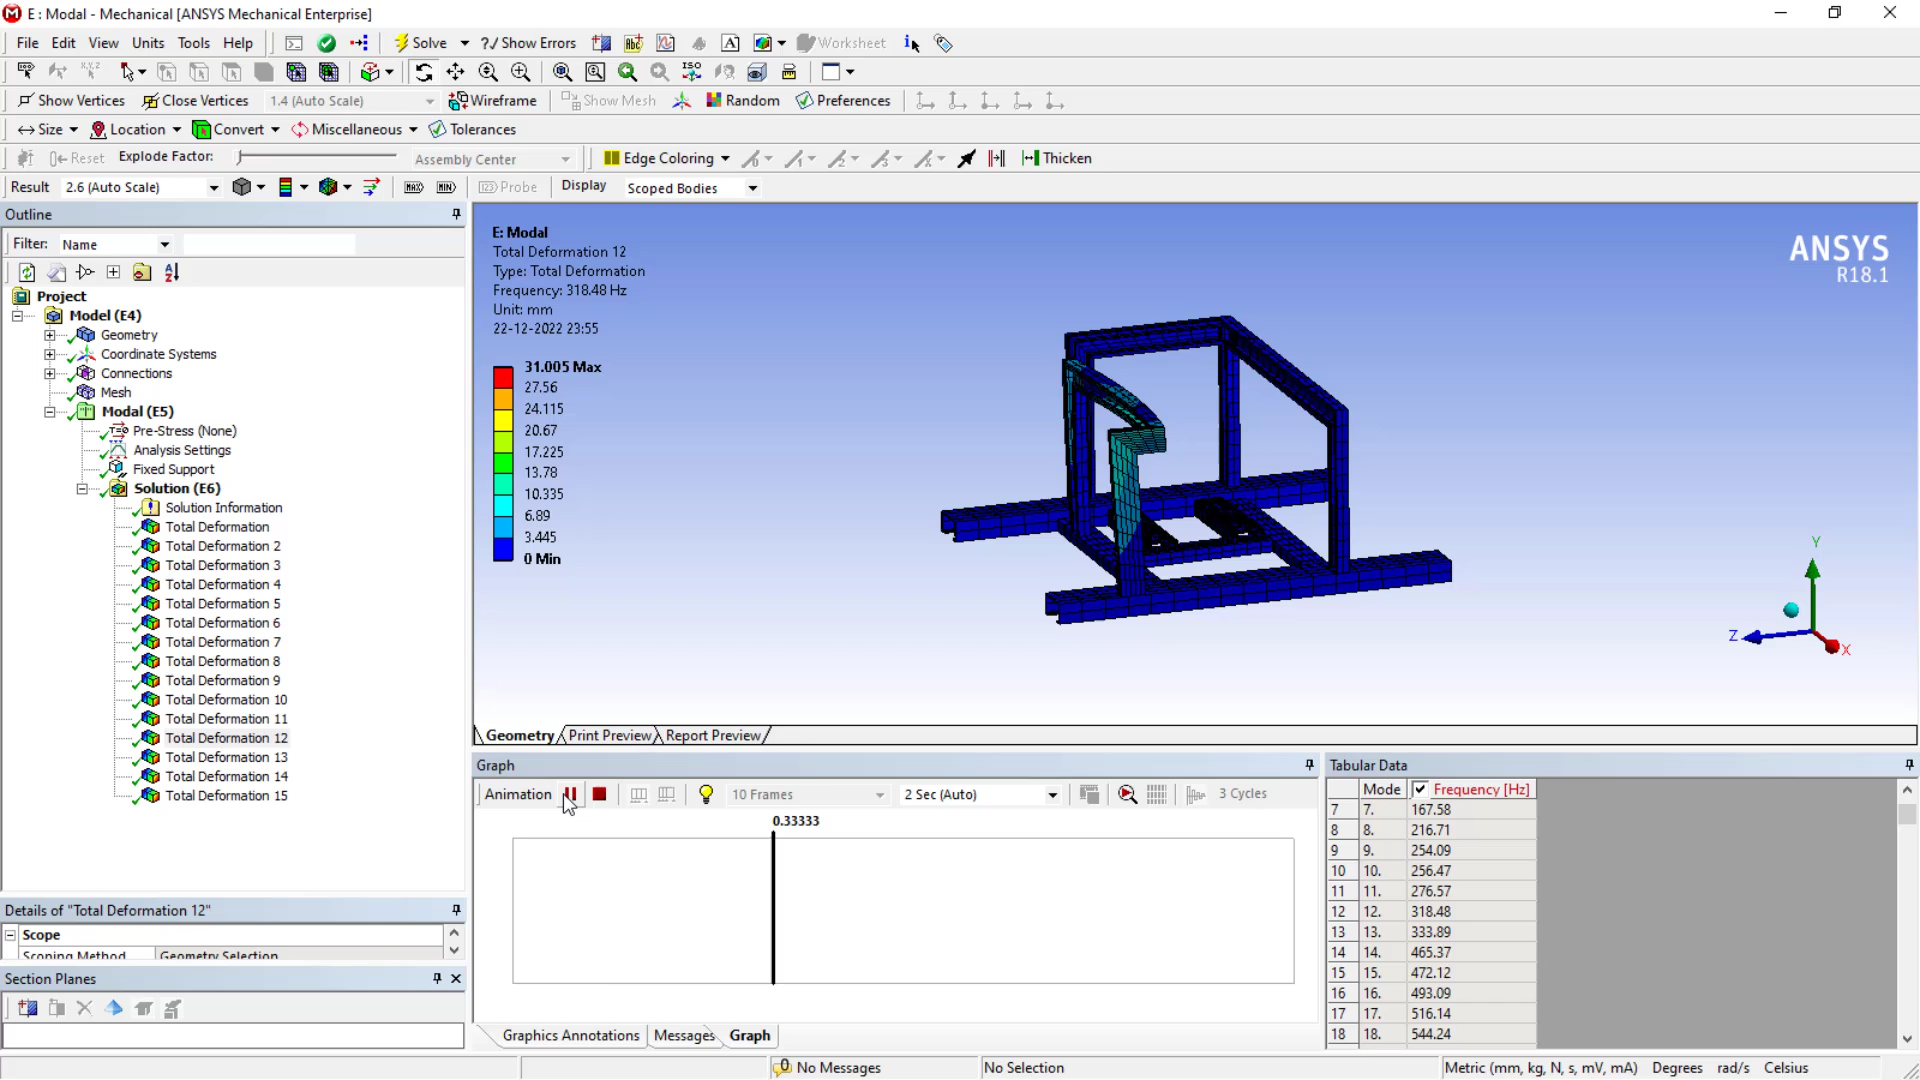 E : Modal - Mechanical [ANSYS Mechanical Enterprise]
File Edit View Units Tools Help Solve ?/ Show Errors Worksheet
ISO
Show Vertices Close Vertices 1.4 (Auto Scale) Wireframe Show Mesh Random Preferences
Size Location Convert Miscellaneous Tolerances
Reset Explode Factor: Assembly Center Edge Coloring Thicken
Result 2.6 (Auto Scale) MAX MIN Probe Display Scoped Bodies
Outline
Filter: Name
Project
Model (E4)
Geometry
Coordinate Systems
Connections
Mesh
Modal (E5)
Pre-Stress (None)
Analysis Settings
Fixed Support
Solution (E6)
Solution Information
Total Deformation
Total Deformation 2
Total Deformation 3
Total Deformation 4
Total Deformation 5
Total Deformation 6
Total Deformation 7
Total Deformation 8
Total Deformation 9
Total Deformation 10
Total Deformation 11
Total Deformation 12
Total Deformation 13
Total Deformation 14
Total Deformation 15
Details of "Total Deformation 12"
Scope
Scoping Method Geometry Selection
Section Planes
E: Modal
Total Deformation 12
Type: Total Deformation
Frequency: 318.48 Hz
Unit: mm
22-12-2022 23:55
31.005 Max
27.56
24.115
20.67
17.225
13.78
10.335
6.89
3.445
0 Min
ANSYS
R18.1
Y
Z
X
Geometry Print Preview Report Preview
Graph
Animation 10 Frames 2 Sec (Auto) 3 Cycles
0.33333
Graphics Annotations Messages Graph
Tabular Data
Mode Frequency [Hz]
7 7. 167.58
8 8. 216.71
9 9. 254.09
10 10. 256.47
11 11. 276.57
12 12. 318.48
13 13. 333.89
14 14. 465.37
15 15. 472.12
16 16. 493.09
17 17. 516.14
18 18. 544.24
No Messages No Selection Metric (mm, kg, N, s, mV, mA) Degrees rad/s Celsius